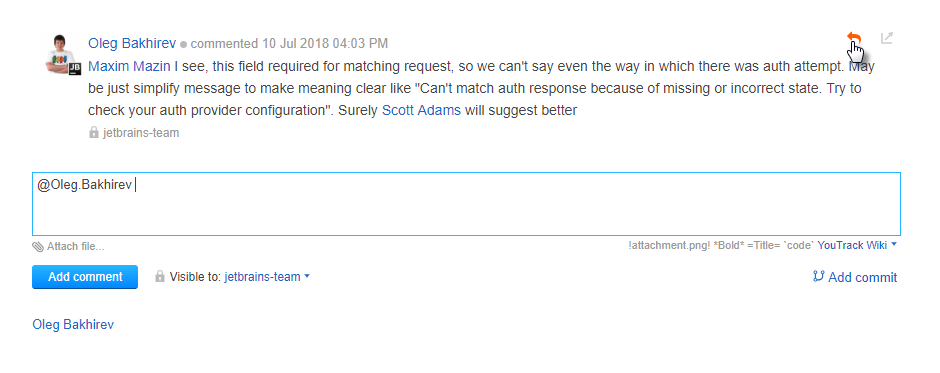 Oleg Bakhirev commented 10 Jul 2018 04:03 PM
JB
Maxim Mazin I see, this field required for matching request, so we can't say even the way in which there was auth attempt. May
be just simplify message to make meaning clear like "Can't match auth response because of missing or incorrect state. Try to
check your auth provider configuration". Surely Scott Adams will suggest better
jetbrains-team
@Oleg.Bakhirev
Attach file... !attachment.png! *Bold* =Title= `code` YouTrack Wiki
Add comment Visible to: jetbrains-team Add commit
Oleg Bakhirev